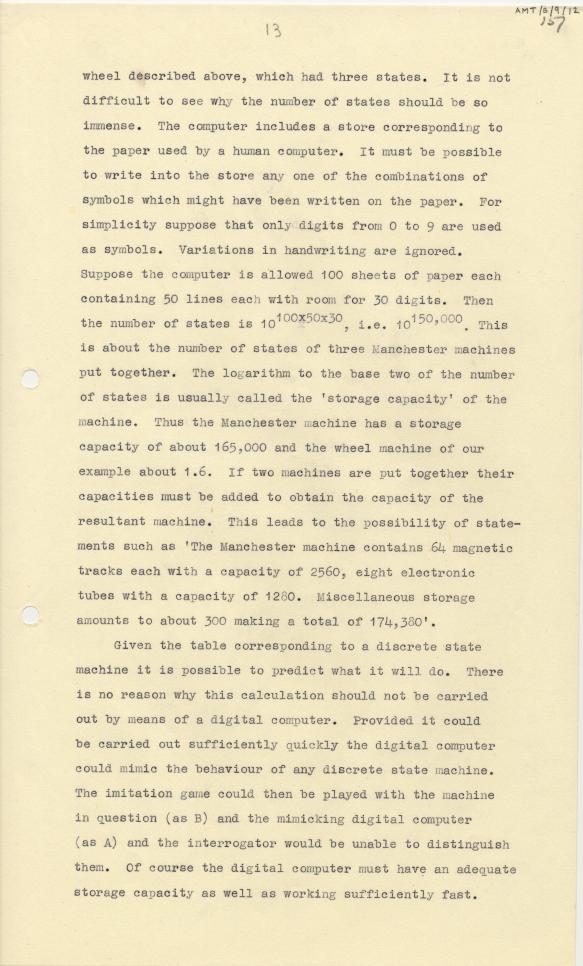 AMT/B/9/12
157
13
wheel described above, which had three states. It is not
difficult to see why the number of states should be so
immense. The computer includes a store corresponding to
the paper used by a human computer. It must be possible
to write into the store any one of the combinations of
symbols which might have been written on the paper. For
simplicity suppose that only digits from 0 to 9 are used
as symbols. Variations in handwriting are ignored.
Suppose the computer is allowed 100 sheets of paper each
containing 50 lines each with room for 30 digits. Then
the number of states is 10^100x50x30, i.e. 10^150,000. This
is about the number of states of three Manchester machines
put together. The logarithm to the base two of the number
of states is usually called the 'storage capacity' of the
machine. Thus the Manchester machine has a storage
capacity of about 165,000 and the wheel machine of our
example about 1.6. If two machines are put together their
capacities must be added to obtain the capacity of the
resultant machine. This leads to the possibility of state-
ments such as 'The Manchester machine contains 64 magnetic
tracks each with a capacity of 2560, eight electronic
tubes with a capacity of 1280. Miscellaneous storage
amounts to about 300 making a total of 174,380'.
Given the table corresponding to a discrete state
machine it is possible to predict what it will do. There
is no reason why this calculation should not be carried
out by means of a digital computer. Provided it could
be carried out sufficiently quickly the digital computer
could mimic the behaviour of any discrete state machine.
The imitation game could then be played with the machine
in question (as B) and the mimicking digital computer
(as A) and the interrogator would be unable to distinguish
them. Of course the digital computer must have an adequate
storage capacity as well as working sufficiently fast.